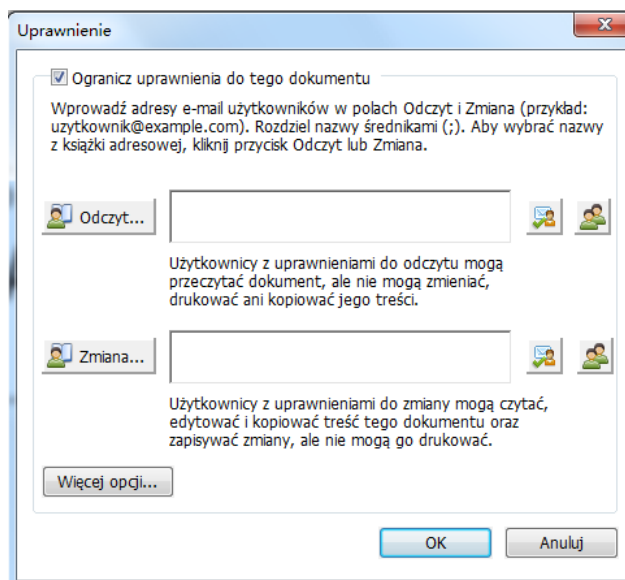 Uprawnienie
Ogranicz uprawnienia do tego dokumentu
Wprowadź adresy e-mail użytkowników w polach Odczyt i Zmiana (przykład:
uzytkownik@example.com). Rozdziel nazwy średnikami (;). Aby wybrać nazwy
z książki adresowej, kliknij przycisk Odczyt lub Zmiana.
Odczyt...
Użytkownicy z uprawnieniami do odczytu mogą
przeczytać dokument, ale nie mogą zmieniać,
drukować ani kopiować jego treści.
Zmiana...
Użytkownicy z uprawnieniami do zmiany mogą czytać,
edytować i kopiować treść tego dokumentu oraz
zapisywać zmiany, ale nie mogą go drukować.
Więcej opcji...
OK Anuluj